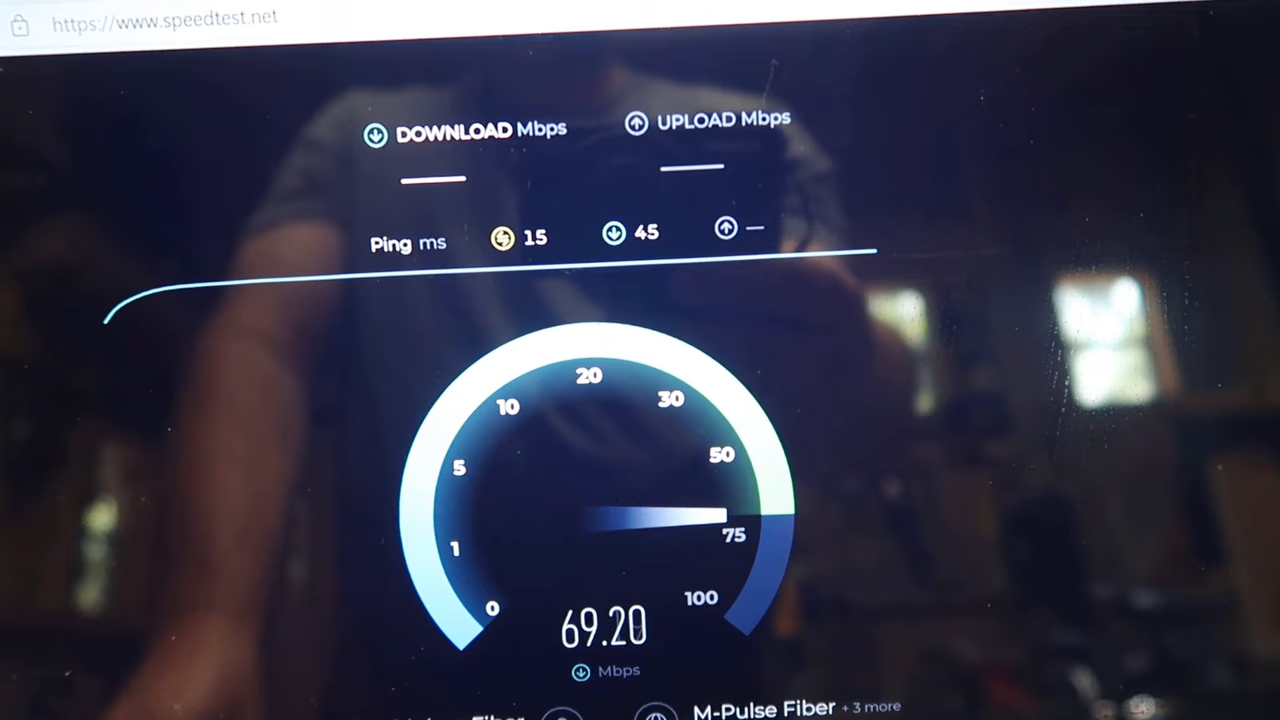 https://www.speedtest.net
DOWNLOAD Mbps
UPLOAD Mbps
Ping ms 15 45 —
0
1
5
10
20
30
50
75
100
69.20
Mbps
Fiber
M-Pulse Fiber + 3 more